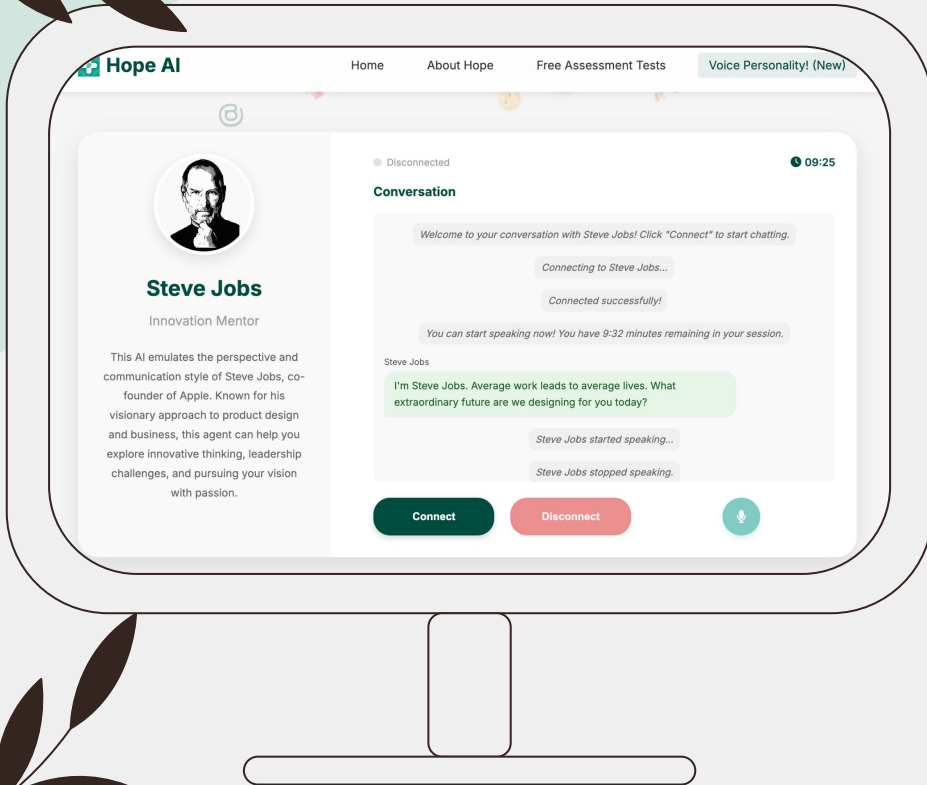 Hope AI
Home
About Hope
Free Assessment Tests
Voice Personality! (New)
Steve Jobs
Innovation Mentor
This AI emulates the perspective and
communication style of Steve Jobs, co-
founder of Apple. Known for his
visionary approach to product design
and business, this agent can help you
explore innovative thinking, leadership
challenges, and pursuing your vision
with passion.
Disconnected
09:25
Conversation
Welcome to your conversation with Steve Jobs! Click "Connect" to start chatting.
Connecting to Steve Jobs...
Connected successfully!
You can start speaking now! You have 9:32 minutes remaining in your session.
Steve Jobs
I'm Steve Jobs. Average work leads to average lives. What
extraordinary future are we designing for you today?
Steve Jobs started speaking...
Steve Jobs stopped speaking.
Connect
Disconnect